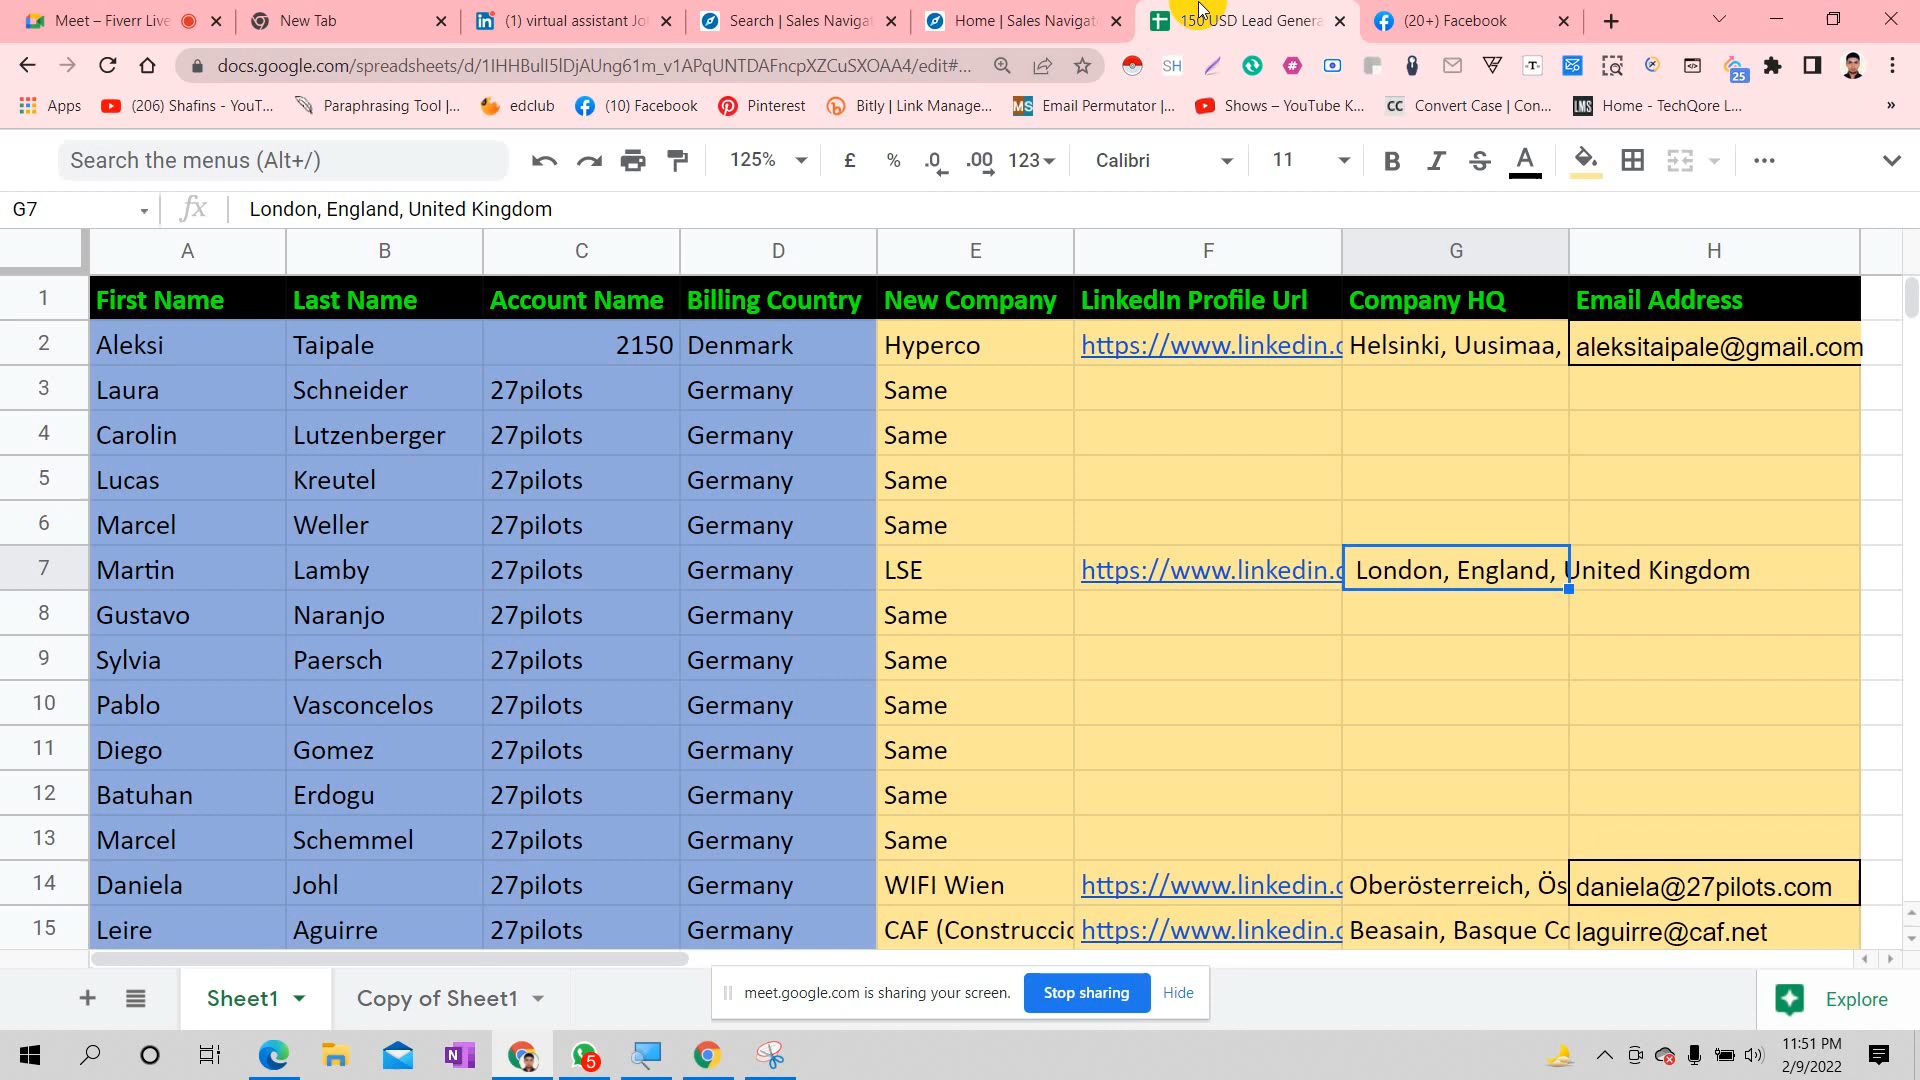 Meet – Fiverr Live
New Tab
(1) virtual assistant Jo
Search | Sales Navigat
Home | Sales Navigat
150 USD Lead Genera
(20+) Facebook
docs.google.com/spreadsheets/d/1IHHBulI5lDjAUng61m_v1APqUNTDAFncpXZCuSXOAA4/edit#...
SH
25
Apps
(206) Shafins - YouT...
Paraphrasing Tool |...
edclub
(10) Facebook
Pinterest
Bitly | Link Manage...
MS Email Permutator |...
Shows – YouTube K...
CC Convert Case | Con...
LMS Home - TechQore L...
»
Search the menus (Alt+/)
125%
£ % .0 .00 123
Calibri
11
B I S A
G7
fx
London, England, United Kingdom
A B C D E F G H
1 First Name Last Name Account Name Billing Country New Company LinkedIn Profile Url Company HQ Email Address
2 Aleksi Taipale 2150 Denmark Hyperco https://www.linkedin.c Helsinki, Uusimaa, aleksitaipale@gmail.com
3 Laura Schneider 27pilots Germany Same
4 Carolin Lutzenberger 27pilots Germany Same
5 Lucas Kreutel 27pilots Germany Same
6 Marcel Weller 27pilots Germany Same
7 Martin Lamby 27pilots Germany LSE https://www.linkedin.c London, England, United Kingdom
8 Gustavo Naranjo 27pilots Germany Same
9 Sylvia Paersch 27pilots Germany Same
10 Pablo Vasconcelos 27pilots Germany Same
11 Diego Gomez 27pilots Germany Same
12 Batuhan Erdogu 27pilots Germany Same
13 Marcel Schemmel 27pilots Germany Same
14 Daniela Johl 27pilots Germany WIFI Wien https://www.linkedin.c Oberösterreich, Ös daniela@27pilots.com
15 Leire Aguirre 27pilots Germany CAF (Construccic https://www.linkedin.c Beasain, Basque Co laguirre@caf.net
Sheet1
Copy of Sheet1
meet.google.com is sharing your screen.
Stop sharing
Hide
Explore
5
11:51 PM
2/9/2022